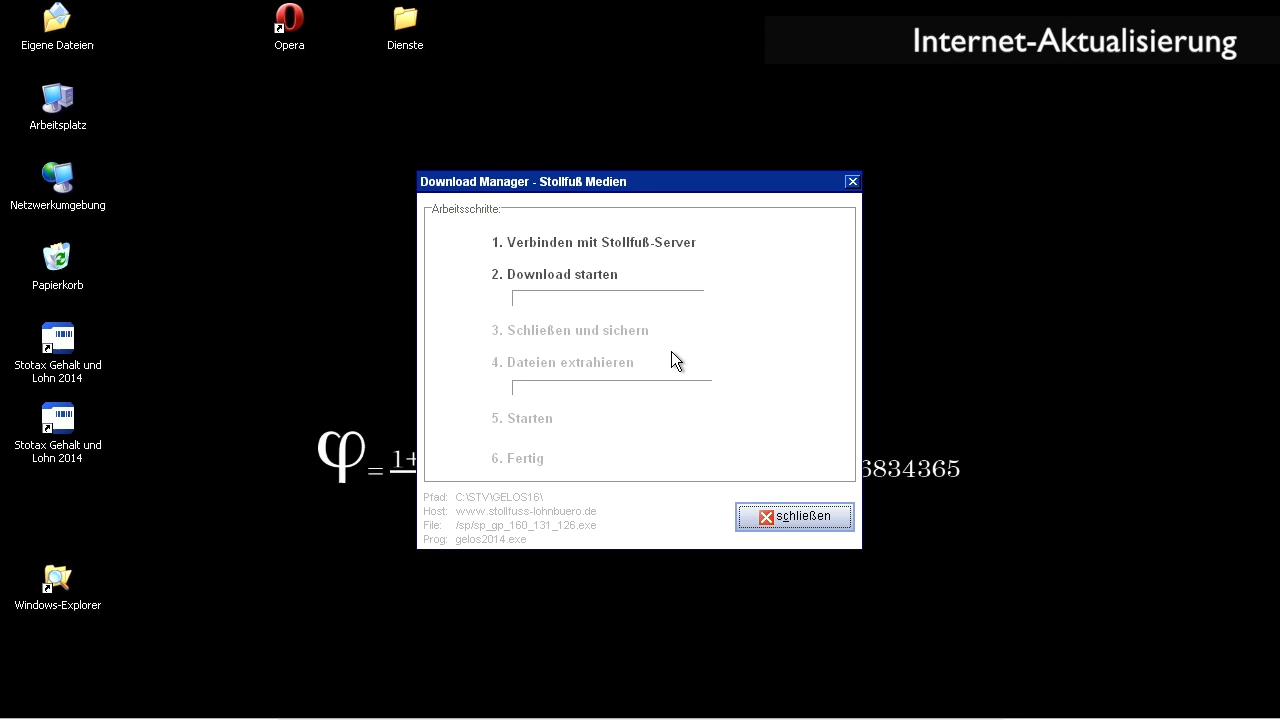 Internet-Aktualisierung
Eigene Dateien
Opera
Dienste
Arbeitsplatz
Netzwerkumgebung
Papierkorb
Stotax Gehalt und
Lohn 2014
Stotax Gehalt und
Lohn 2014
Windows-Explorer
Download Manager - Stollfuß Medien
Arbeitsschritte:
1. Verbinden mit Stollfuß-Server
2. Download starten
3. Schließen und sichern
4. Dateien extrahieren
5. Starten
6. Fertig
φ = 1+
6834365
Pfad: C:\STV\GELOS16\
Host: www.stollfuss-lohnbuero.de
File: /sp/sp_gp_160_131_126.exe
Prog: gelos2014.exe
schließen